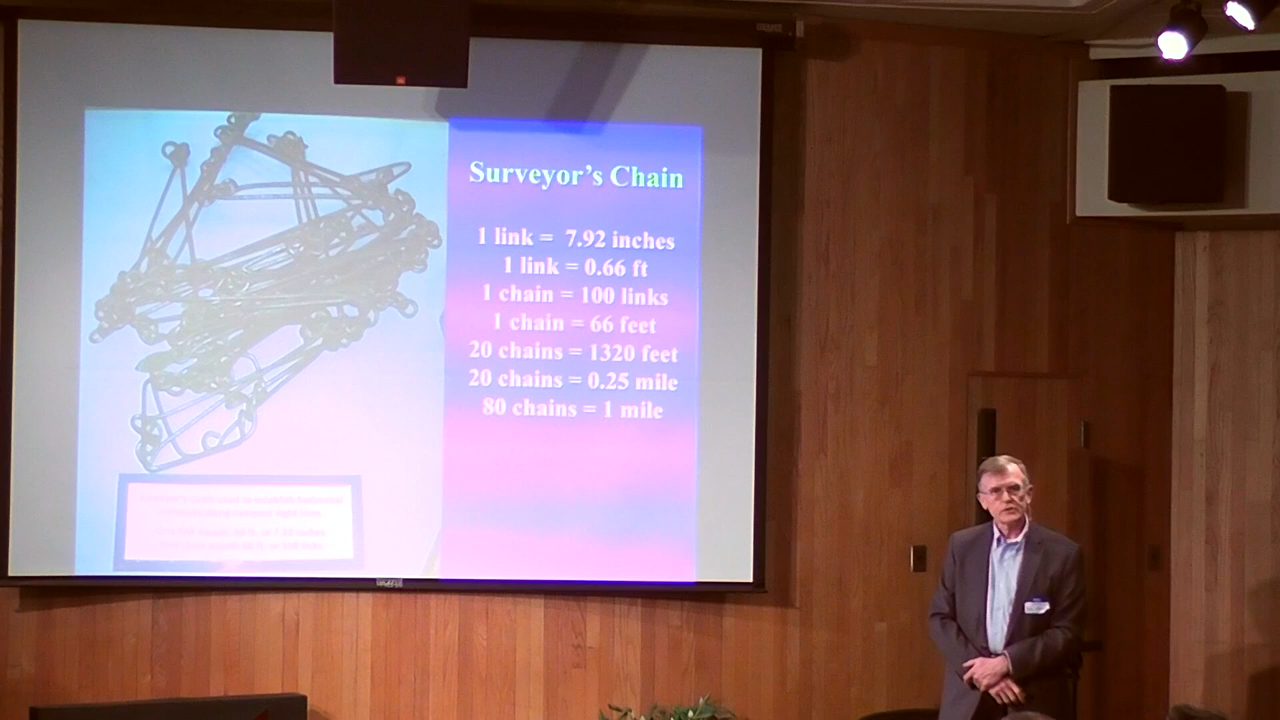 Surveyor's Chain
1 link = 7.92 inches
1 link = 0.66 ft
1 chain = 100 links
1 chain = 66 feet
20 chains = 1320 feet
20 chains = 0.25 mile
80 chains = 1 mile